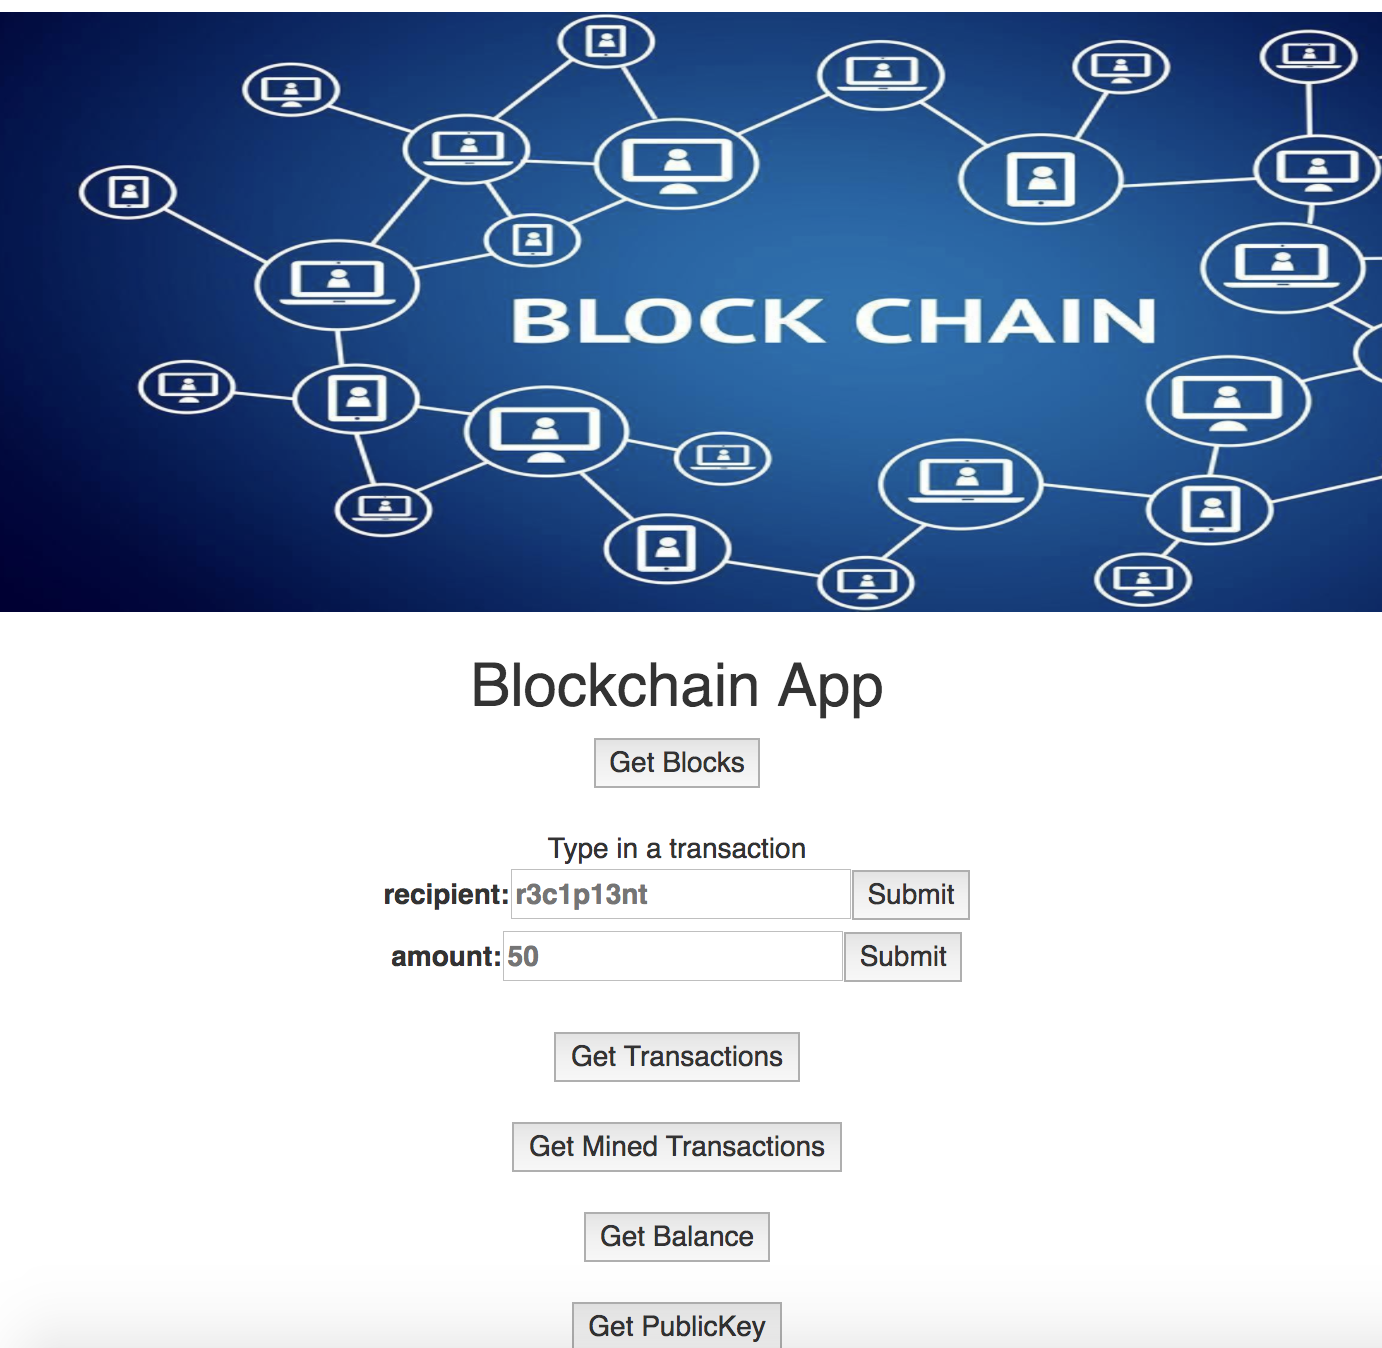 BLOCK CHAIN
Blockchain App
Get Blocks
Type in a transaction
recipient: r3c1p13nt Submit
amount: 50 Submit
Get Transactions
Get Mined Transactions
Get Balance
Get PublicKey